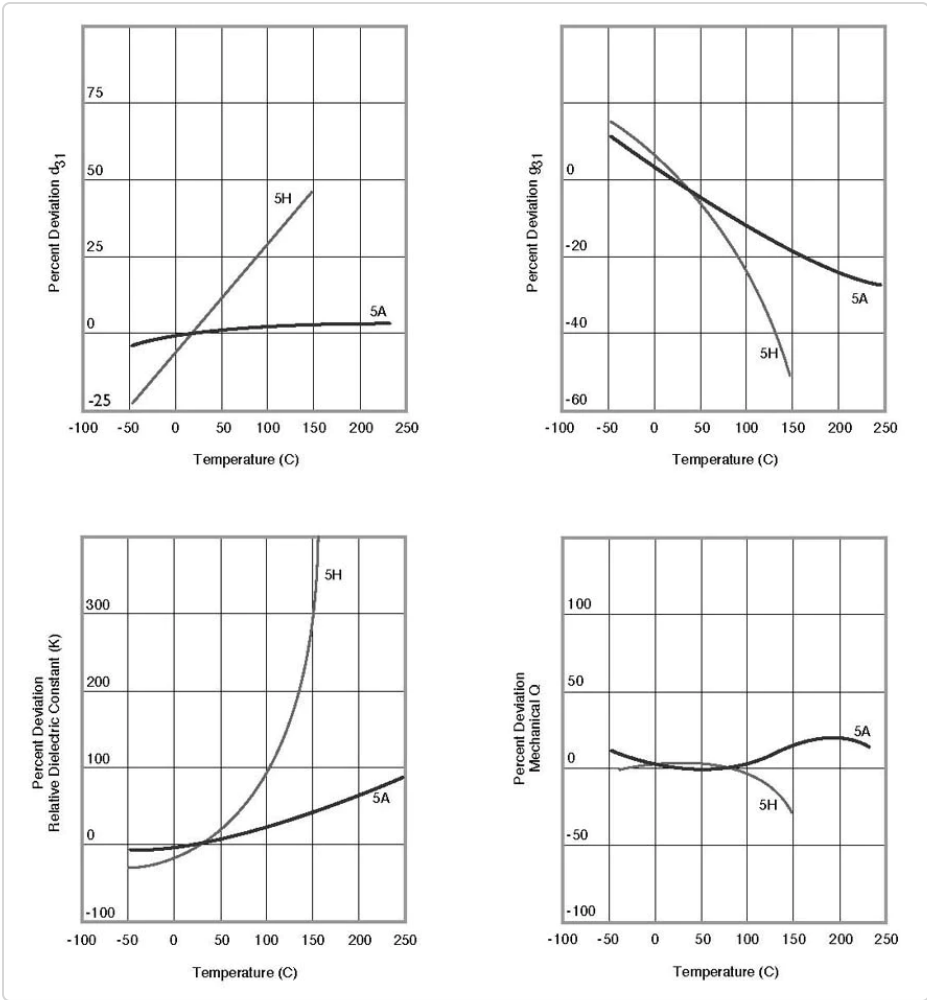 Percent Deviation d31
75
50
25
0
-25
5H
5A
-100 -50 0 50 100 150 200 250
Temperature (C)
Percent Deviation g31
0
-20
-40
-60
5A
5H
-100 -50 0 50 100 150 200 250
Temperature (C)
Percent Deviation
Relative Dielectric Constant (K)
300
200
100
0
-100
5H
5A
-100 -50 0 50 100 150 200 250
Temperature (C)
Percent Deviation
Mechanical Q
100
50
0
-50
-100
5A
5H
-100 -50 0 50 100 150 200 250
Temperature (C)